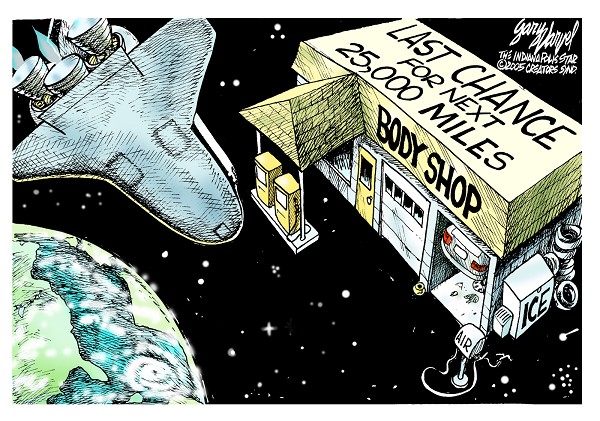 Gary Varvel
THE INDIANAPOLIS STAR
©2005 CREATORS SYND.
LAST CHANCE
FOR NEXT
25,000 MILES
BODY SHOP
ICE
AIR